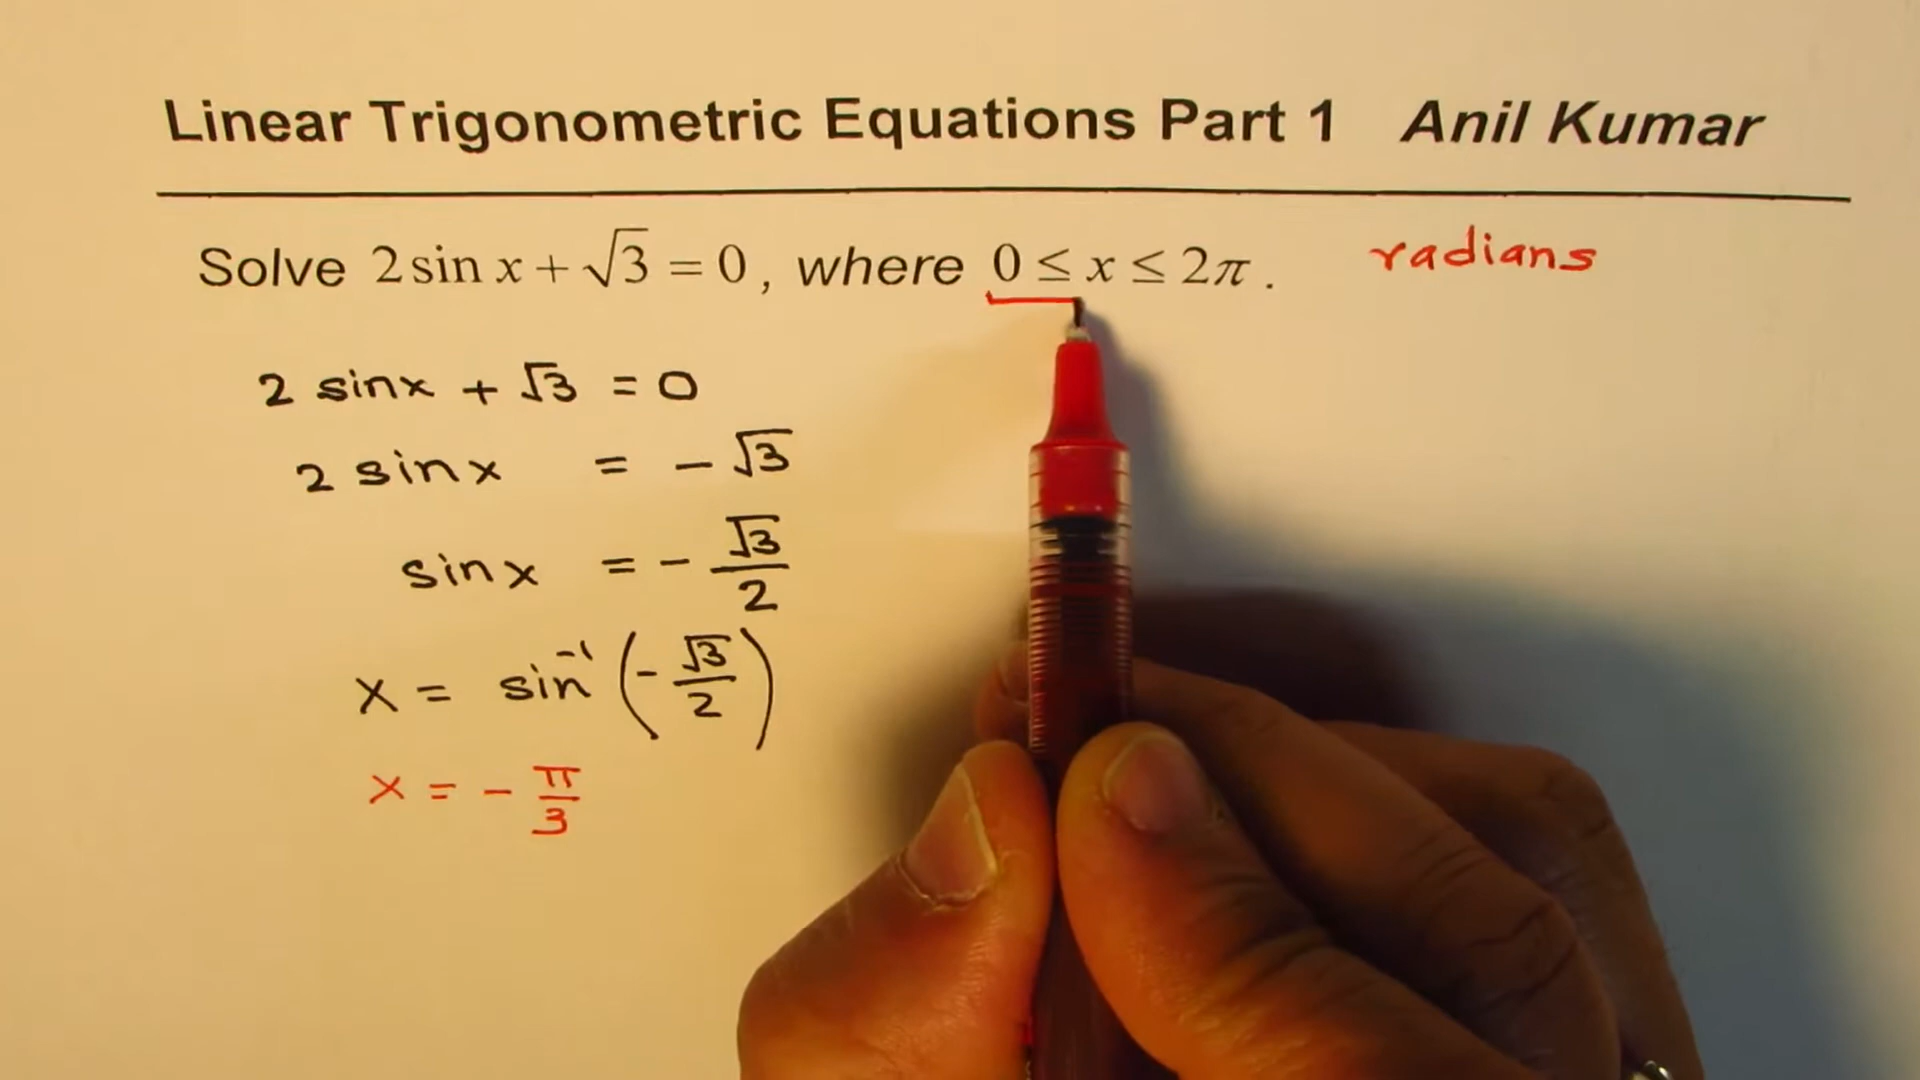 Linear Trigonometric Equations Part 1 Anil Kumar
Solve 2 sin x + √3 = 0, where 0 ≤ x ≤ 2π. radians
2 sinx + √3 = 0
2 sinx = - √3
sinx = - √3/2
x = sin⁻¹ (- √3/2)
x = - π/3